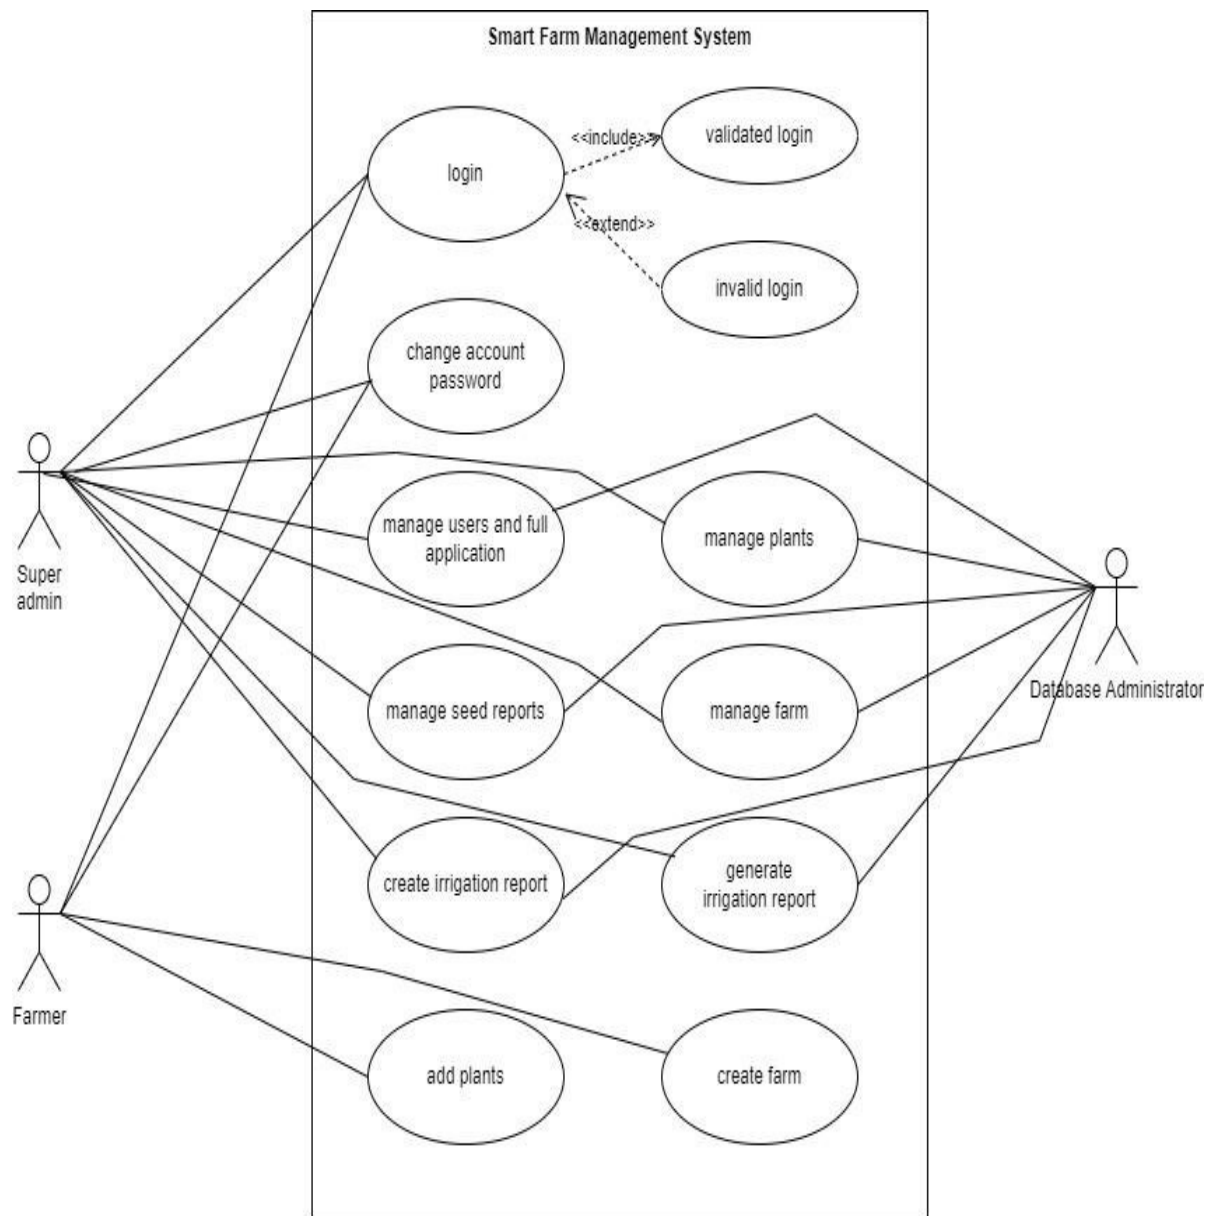 Smart Farm Management System
login
<<include>>
validated login
<<extend>>
invalid login
change account
password
Super
admin
manage users and full
application
manage plants
Database Administrator
manage seed reports
manage farm
create irrigation report
generate
irrigation report
Farmer
add plants
create farm